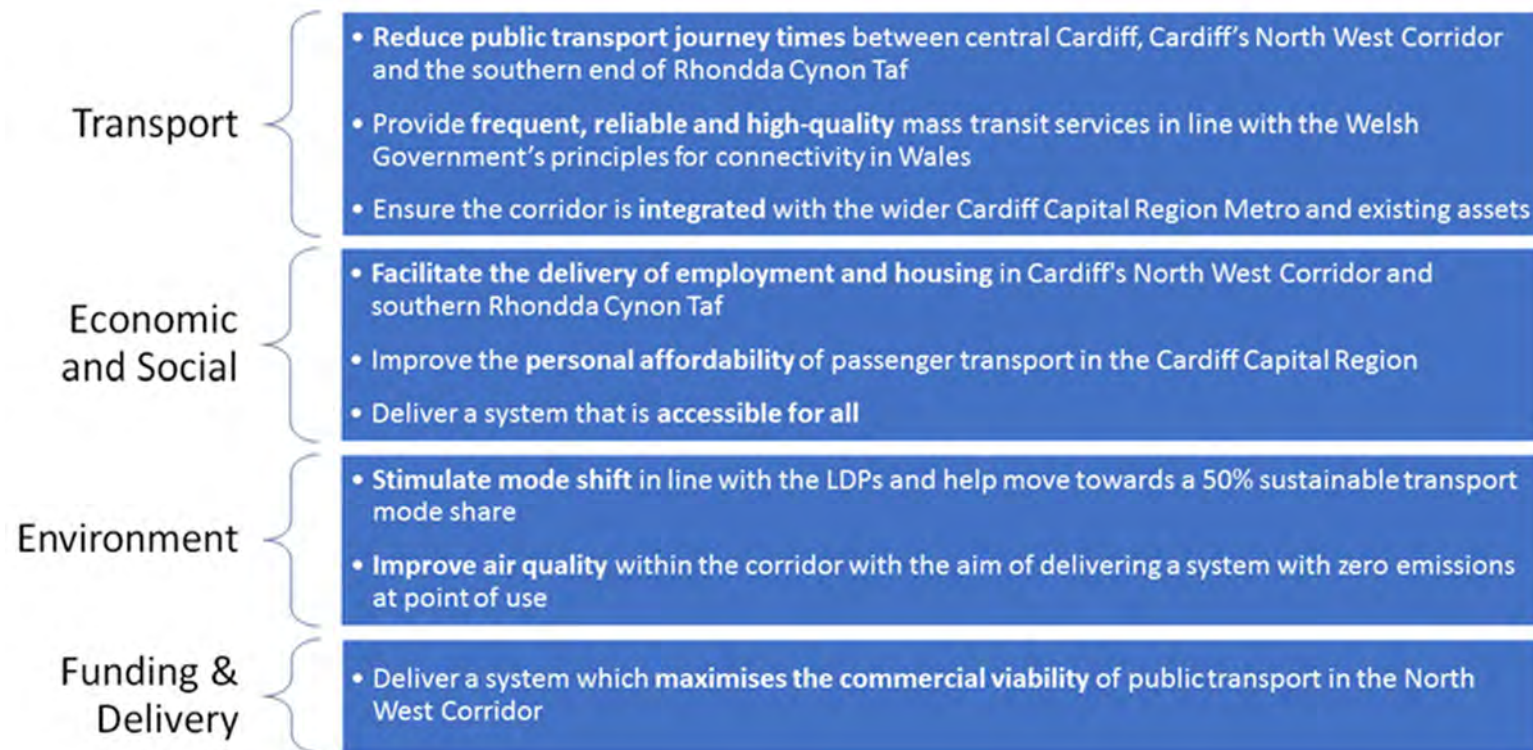 Transport
• Reduce public transport journey times between central Cardiff, Cardiff's North West Corridor
and the southern end of Rhondda Cynon Taf
• Provide frequent, reliable and high-quality mass transit services in line with the Welsh
Government's principles for connectivity in Wales
• Ensure the corridor is integrated with the wider Cardiff Capital Region Metro and existing assets
Economic
and Social
• Facilitate the delivery of employment and housing in Cardiff's North West Corridor and
southern Rhondda Cynon Taf
• Improve the personal affordability of passenger transport in the Cardiff Capital Region
• Deliver a system that is accessible for all
Environment
• Stimulate mode shift in line with the LDPs and help move towards a 50% sustainable transport
mode share
• Improve air quality within the corridor with the aim of delivering a system with zero emissions
at point of use
Funding &
Delivery
• Deliver a system which maximises the commercial viability of public transport in the North
West Corridor